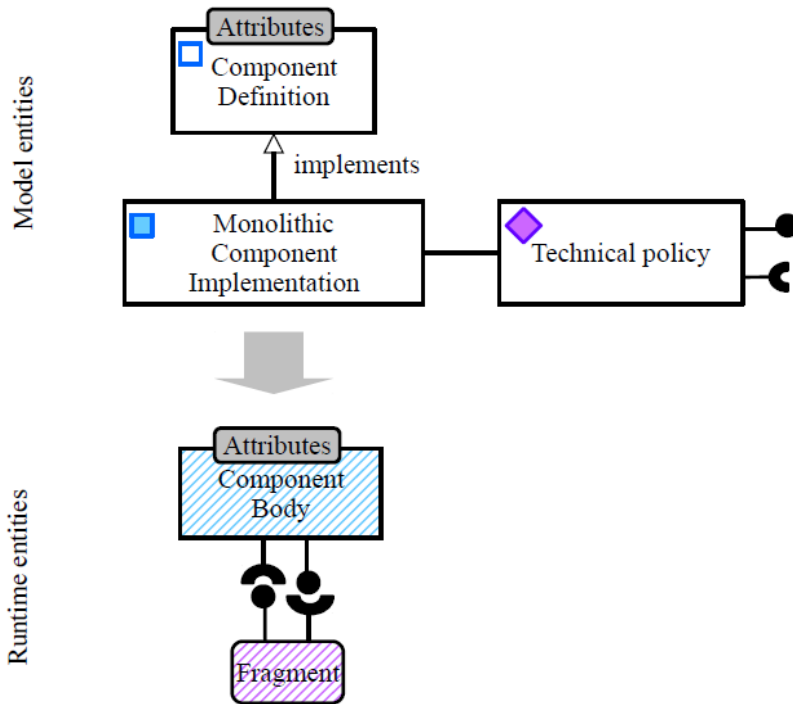 Model entities
Attributes
Component
Definition
implements
Monolithic
Component
Implementation
Technical policy
Runtime entities
Attributes
Component
Body
Fragment